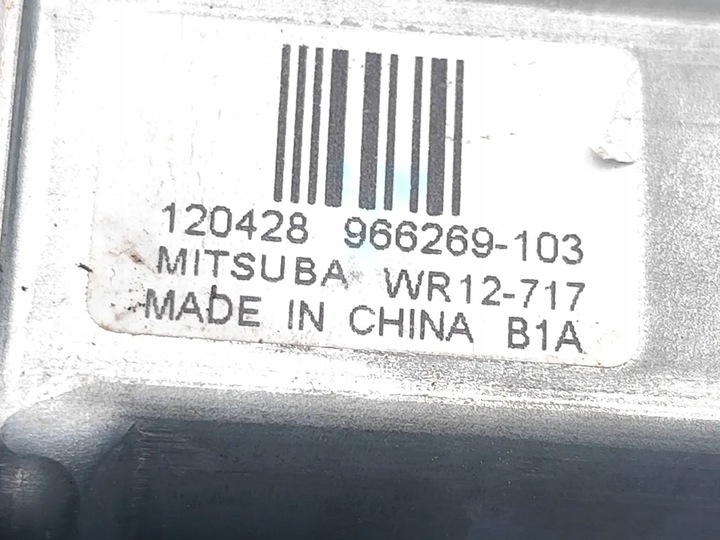 120428 966269-103
MITSUBA WR12-717
MADE IN CHINA B1A